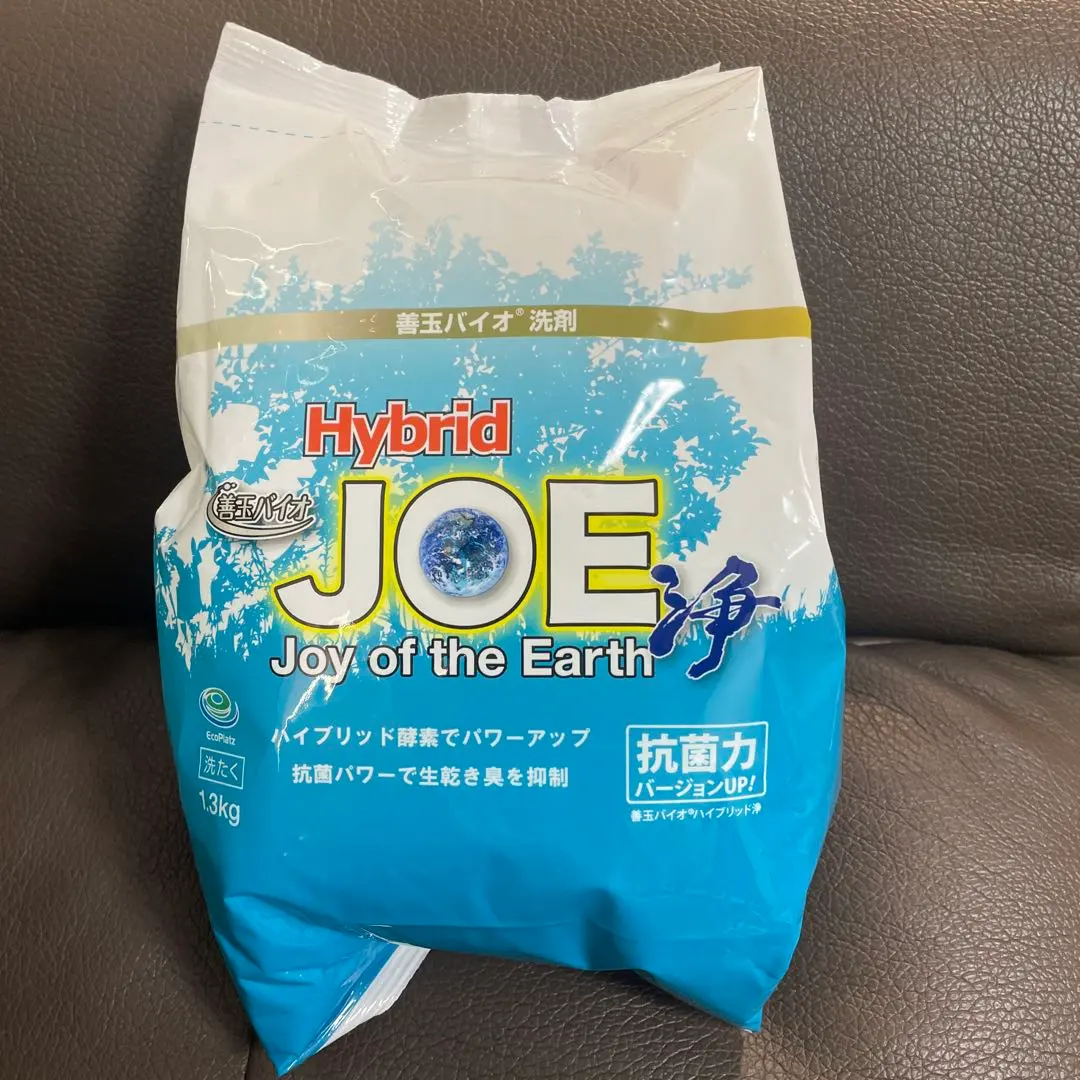 善玉バイオ® 洗剤
Hybrid
善玉バイオ
JOE
浄
Joy of the Earth
EcoPlatz
洗たく
1.3kg
ハイブリッド酵素でパワーアップ
抗菌パワーで生乾き臭を抑制
抗菌力
バージョンUP!
善玉バイオ®ハイブリッド浄